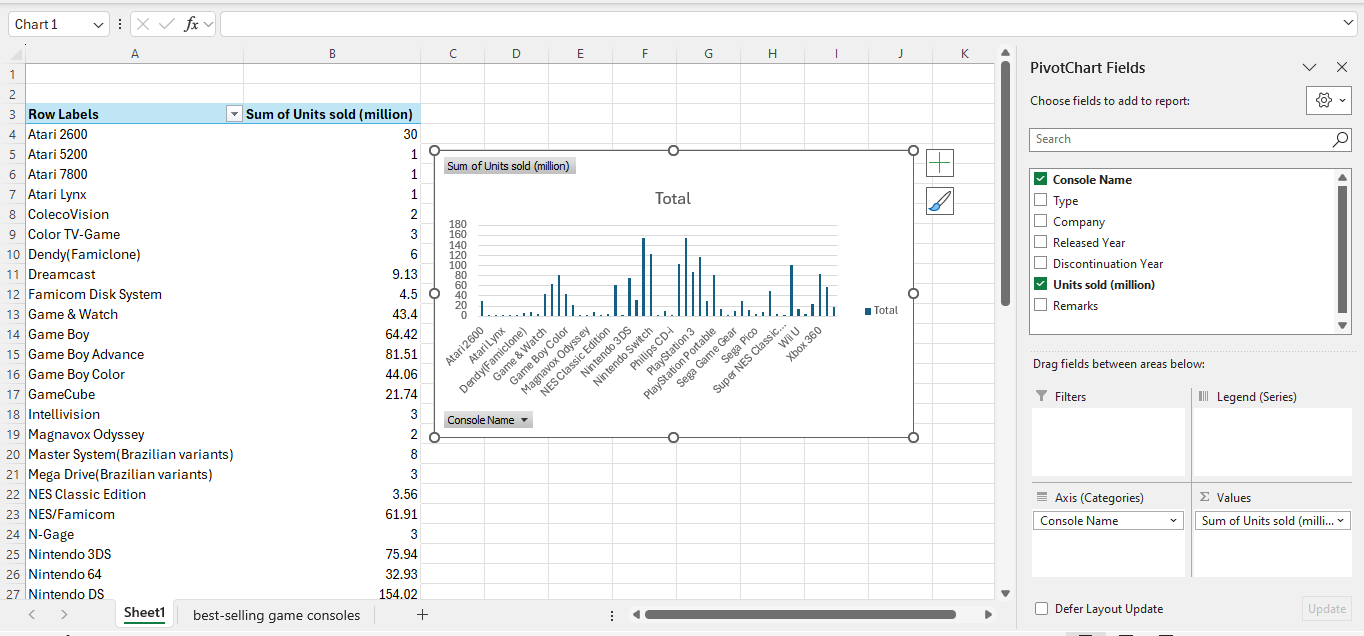 Chart 1
fx
A B C D E F G H I J K
1
2
3 Row Labels Sum of Units sold (million)
4 Atari 2600 30
5 Atari 5200 1
6 Atari 7800 1
7 Atari Lynx 1
8 ColecoVision 2
9 Color TV-Game 3
10 Dendy(Famiclone) 6
11 Dreamcast 9.13
12 Famicom Disk System 4.5
13 Game & Watch 43.4
14 Game Boy 64.42
15 Game Boy Advance 81.51
16 Game Boy Color 44.06
17 GameCube 21.74
18 Intellivision 3
19 Magnavox Odyssey 2
20 Master System(Brazilian variants) 8
21 Mega Drive(Brazilian variants) 3
22 NES Classic Edition 3.56
23 NES/Famicom 61.91
24 N-Gage 3
25 Nintendo 3DS 75.94
26 Nintendo 64 32.93
27 Nintendo DS 154.02
Sum of Units sold (million)
Total
180
160
140
120
100
80
60
40
20
0
Atari 2600
Atari Lynx
Dendy(Famiclone)
Game & Watch
Game Boy Color
Magnavox Odyssey
NES Classic Edition
Nintendo 3DS
Nintendo Switch
Philips CD-i
PlayStation 3
PlayStation Portable
Sega Game Gear
Sega Pico
Super NES Classic...
Wii U
Xbox 360
Total
Console Name
Sheet1 best-selling game consoles
PivotChart Fields
Choose fields to add to report:
Search
Console Name
Type
Company
Released Year
Discontinuation Year
Units sold (million)
Remarks
Drag fields between areas below:
Filters Legend (Series)
Axis (Categories) Σ Values
Console Name Sum of Units sold (milli...
Defer Layout Update Update